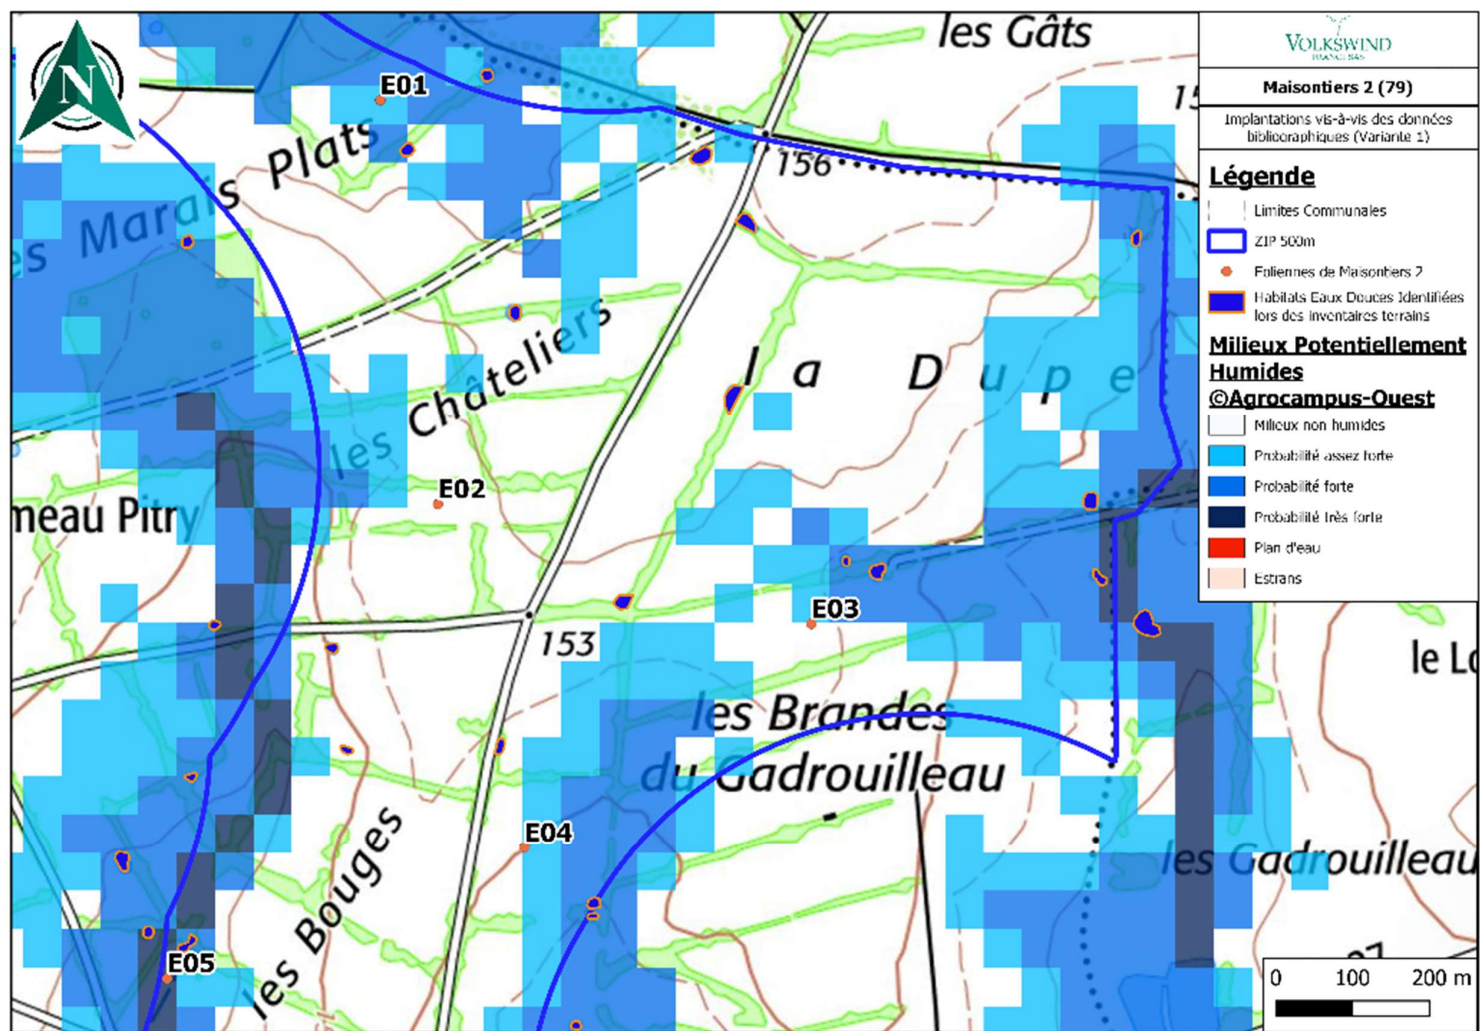 N
les Gâts
E01
156
es Marais Plats
les Châteliers
la Dupe
E02
meau Pitry
E03
153
le Lo
les Brandes
du Gadrouilleau
E04
les Bouges
les Gadrouilleau
E05
VOLKSWIND
FRANCE SAS
Maisontiers 2 (79)
Implantations vis-à-vis des données
bibliographiques (Variante 1)
Légende
Limites Communales
ZIP 500m
Eoliennes de Maisontiers 2
Habitats Eaux Douces Identifiées
lors des inventaires terrains
Milieux Potentiellement
Humides
©Agrocampus-Ouest
Milieux non humides
Probabilité assez forte
Probabilité forte
Probabilité très forte
Plan d'eau
Estrans
0 100 200 m